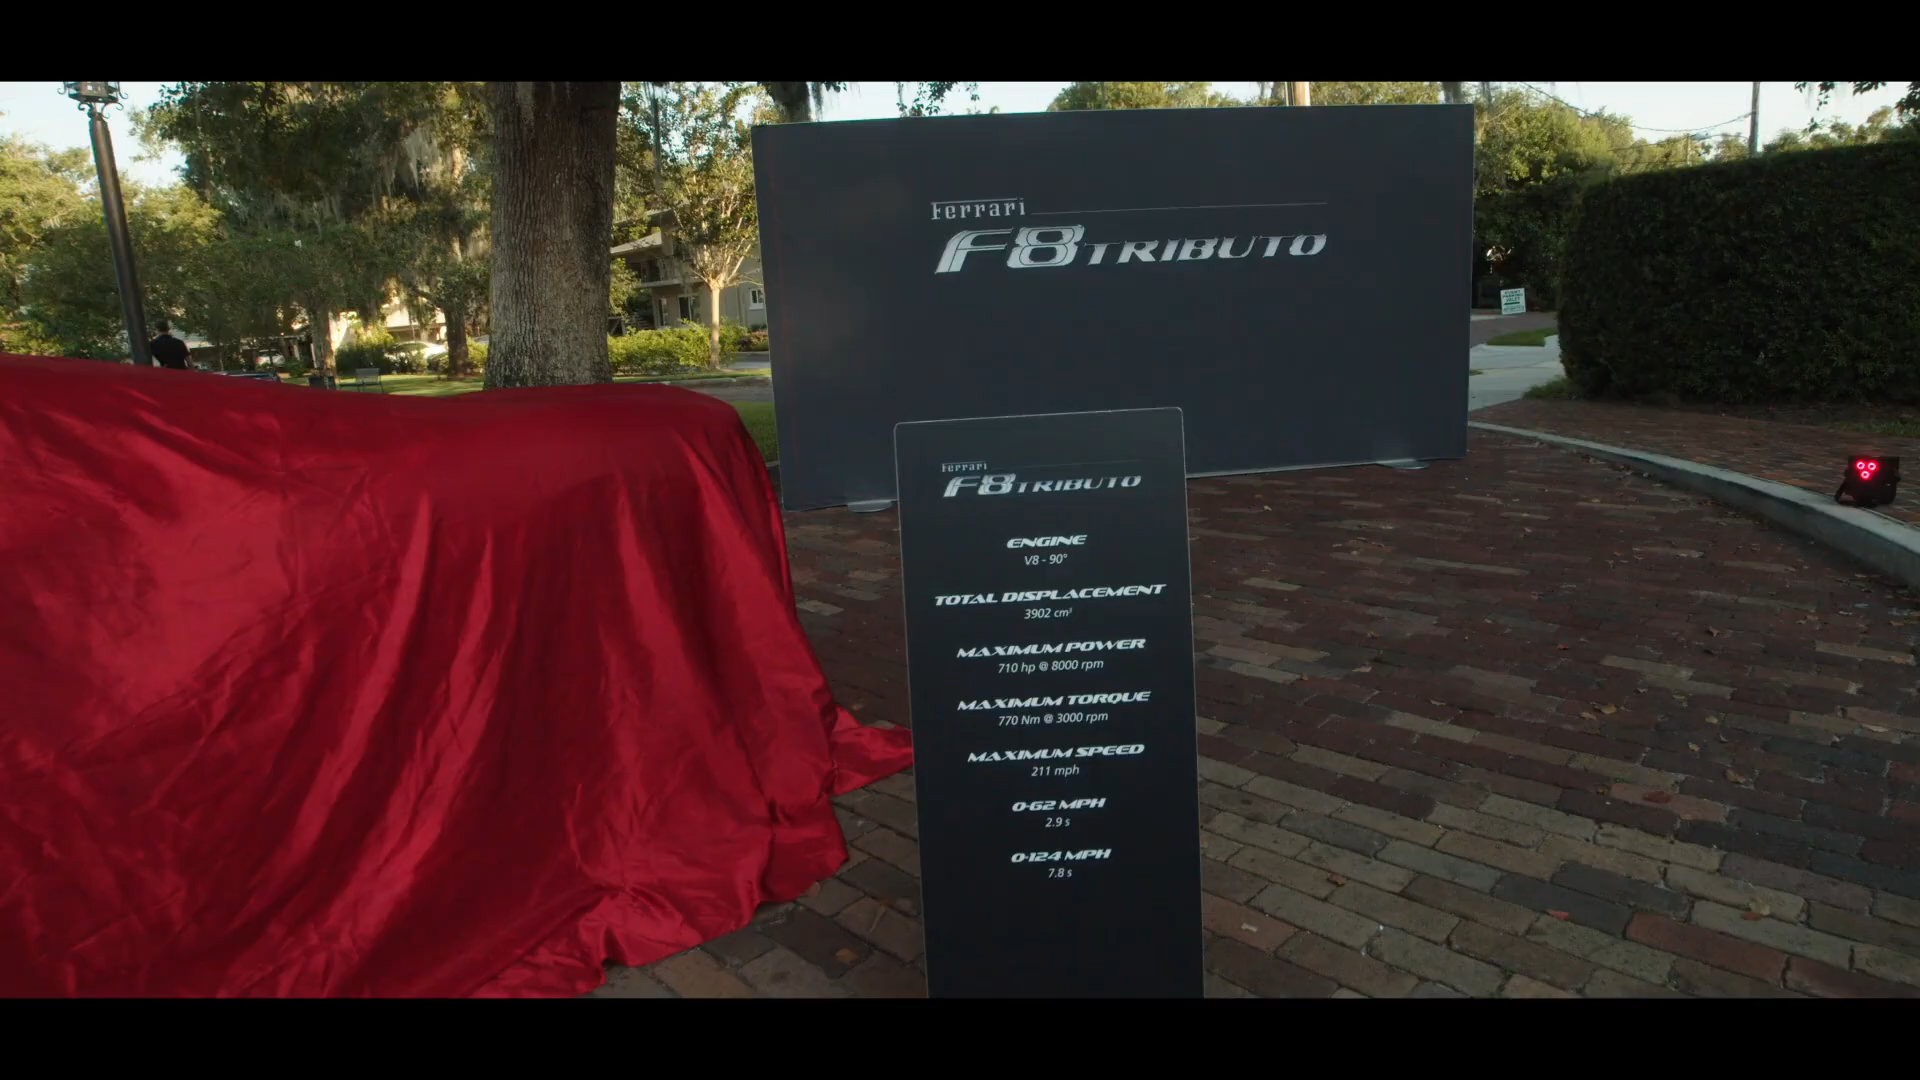 Ferrari
F8 TRIBUTO
Ferrari
F8 TRIBUTO
ENGINE
V8 - 90°
TOTAL DISPLACEMENT
3902 cm³
MAXIMUM POWER
710 hp @ 8000 rpm
MAXIMUM TORQUE
770 Nm @ 3000 rpm
MAXIMUM SPEED
211 mph
0-62 MPH
2.9 s
0-124 MPH
7.8 s